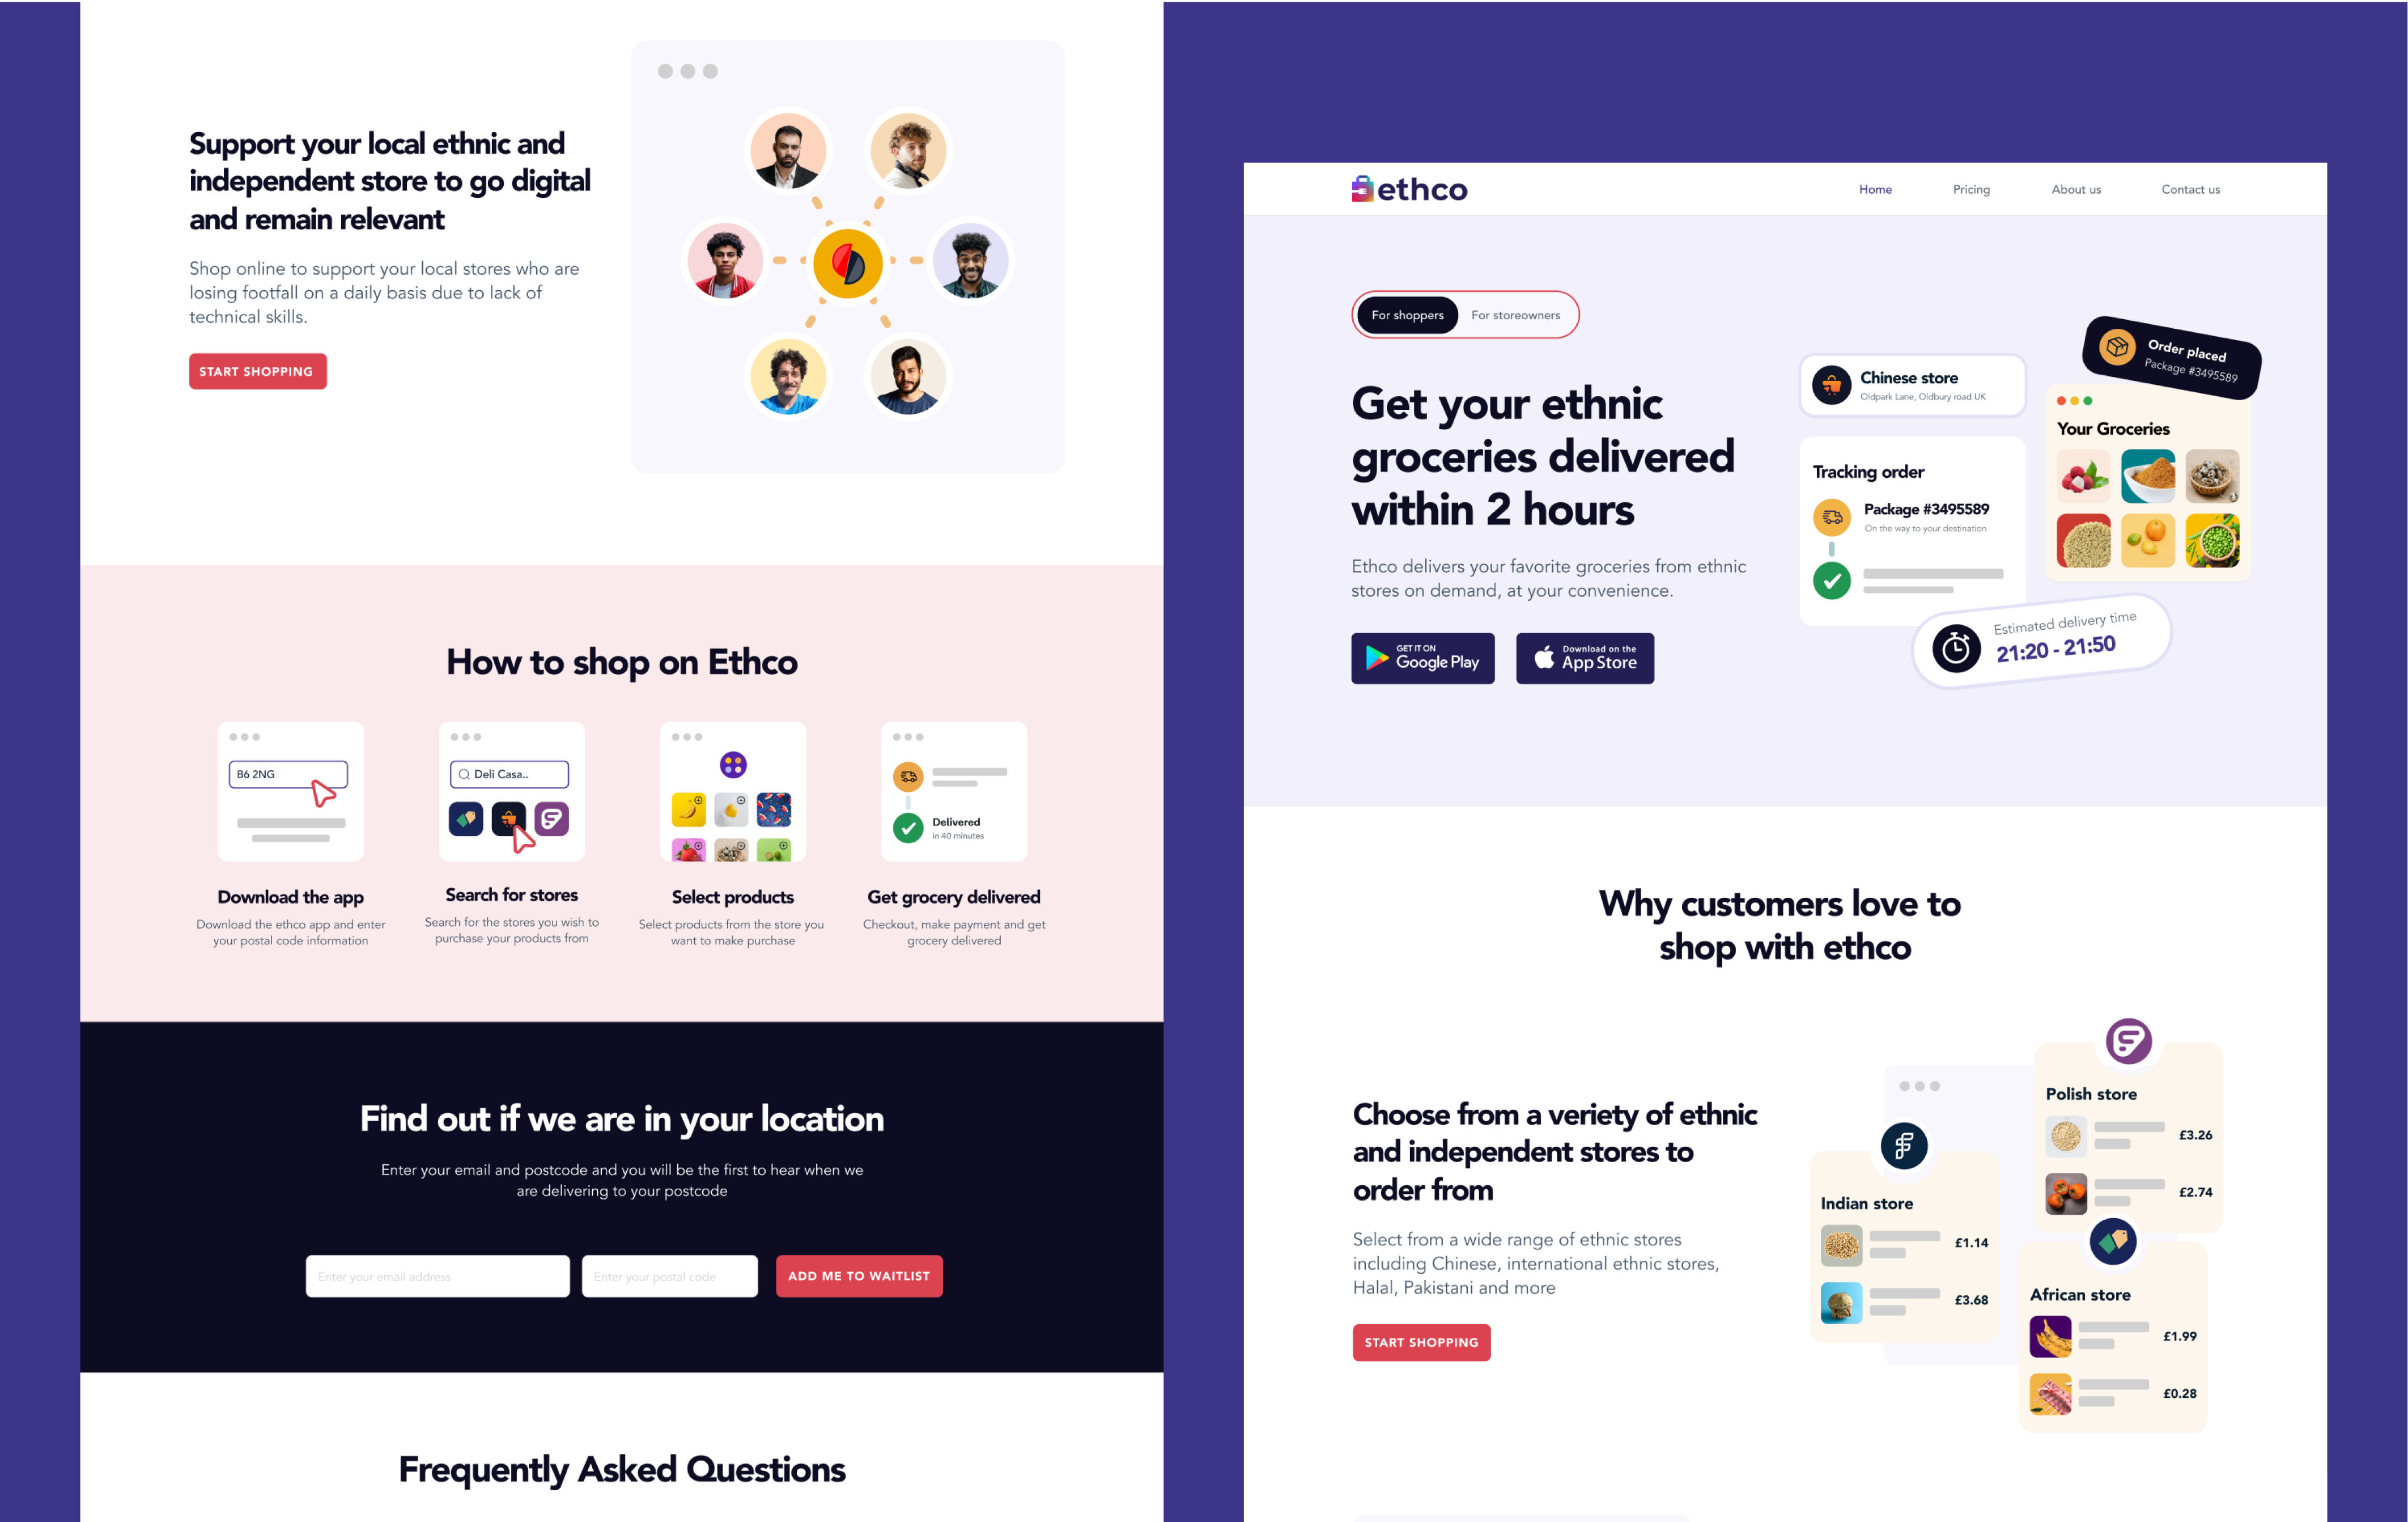 Support your local ethnic and
independent store to go digital
and remain relevant
Shop online to support your local stores who are
losing footfall on a daily basis due to lack of
technical skills.
START SHOPPING
How to shop on Ethco
B6 2NG
Download the app
Download the ethco app and enter
your postal code information
Deli Casa..
Search for stores
Search for the stores you wish to
purchase your products from
Select products
Select products from the store you
want to make purchase
Delivered
in 40 minutes
Get grocery delivered
Checkout, make payment and get
grocery delivered
Find out if we are in your location
Enter your email and postcode and you will be the first to hear when we
are delivering to your postcode
Enter your email address
Enter your postal code
ADD ME TO WAITLIST
Frequently Asked Questions
ethco
Home
Pricing
About us
Contact us
For shoppers
For storeowners
Get your ethnic
groceries delivered
within 2 hours
Ethco delivers your favorite groceries from ethnic
stores on demand, at your convenience.
GET IT ON
Google Play
Download on the
App Store
Chinese store
Oldpark Lane, Oldbury road UK
Order placed
Package #3495589
Your Groceries
Tracking order
Package #3495589
On the way to your destination
Estimated delivery time
21:20 - 21:50
Why customers love to
shop with ethco
Choose from a veriety of ethnic
and independent stores to
order from
Select from a wide range of ethnic stores
including Chinese, international ethnic stores,
Halal, Pakistani and more
START SHOPPING
Polish store
£3.26
£2.74
Indian store
£1.14
£3.68
African store
£1.99
£0.28